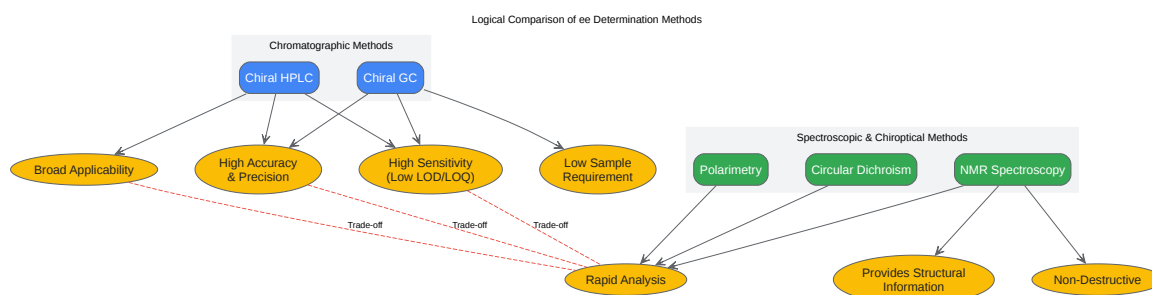 Logical Comparison of ee Determination Methods
Chromatographic Methods
Chiral HPLC
Chiral GC
Spectroscopic & Chiroptical Methods
Polarimetry
Circular Dichroism
NMR Spectroscopy
Broad Applicability
High Accuracy
& Precision
High Sensitivity
(Low LOD/LOQ)
Low Sample
Requirement
Trade-off
Trade-off
Trade-off
Rapid Analysis
Provides Structural
Information
Non-Destructive